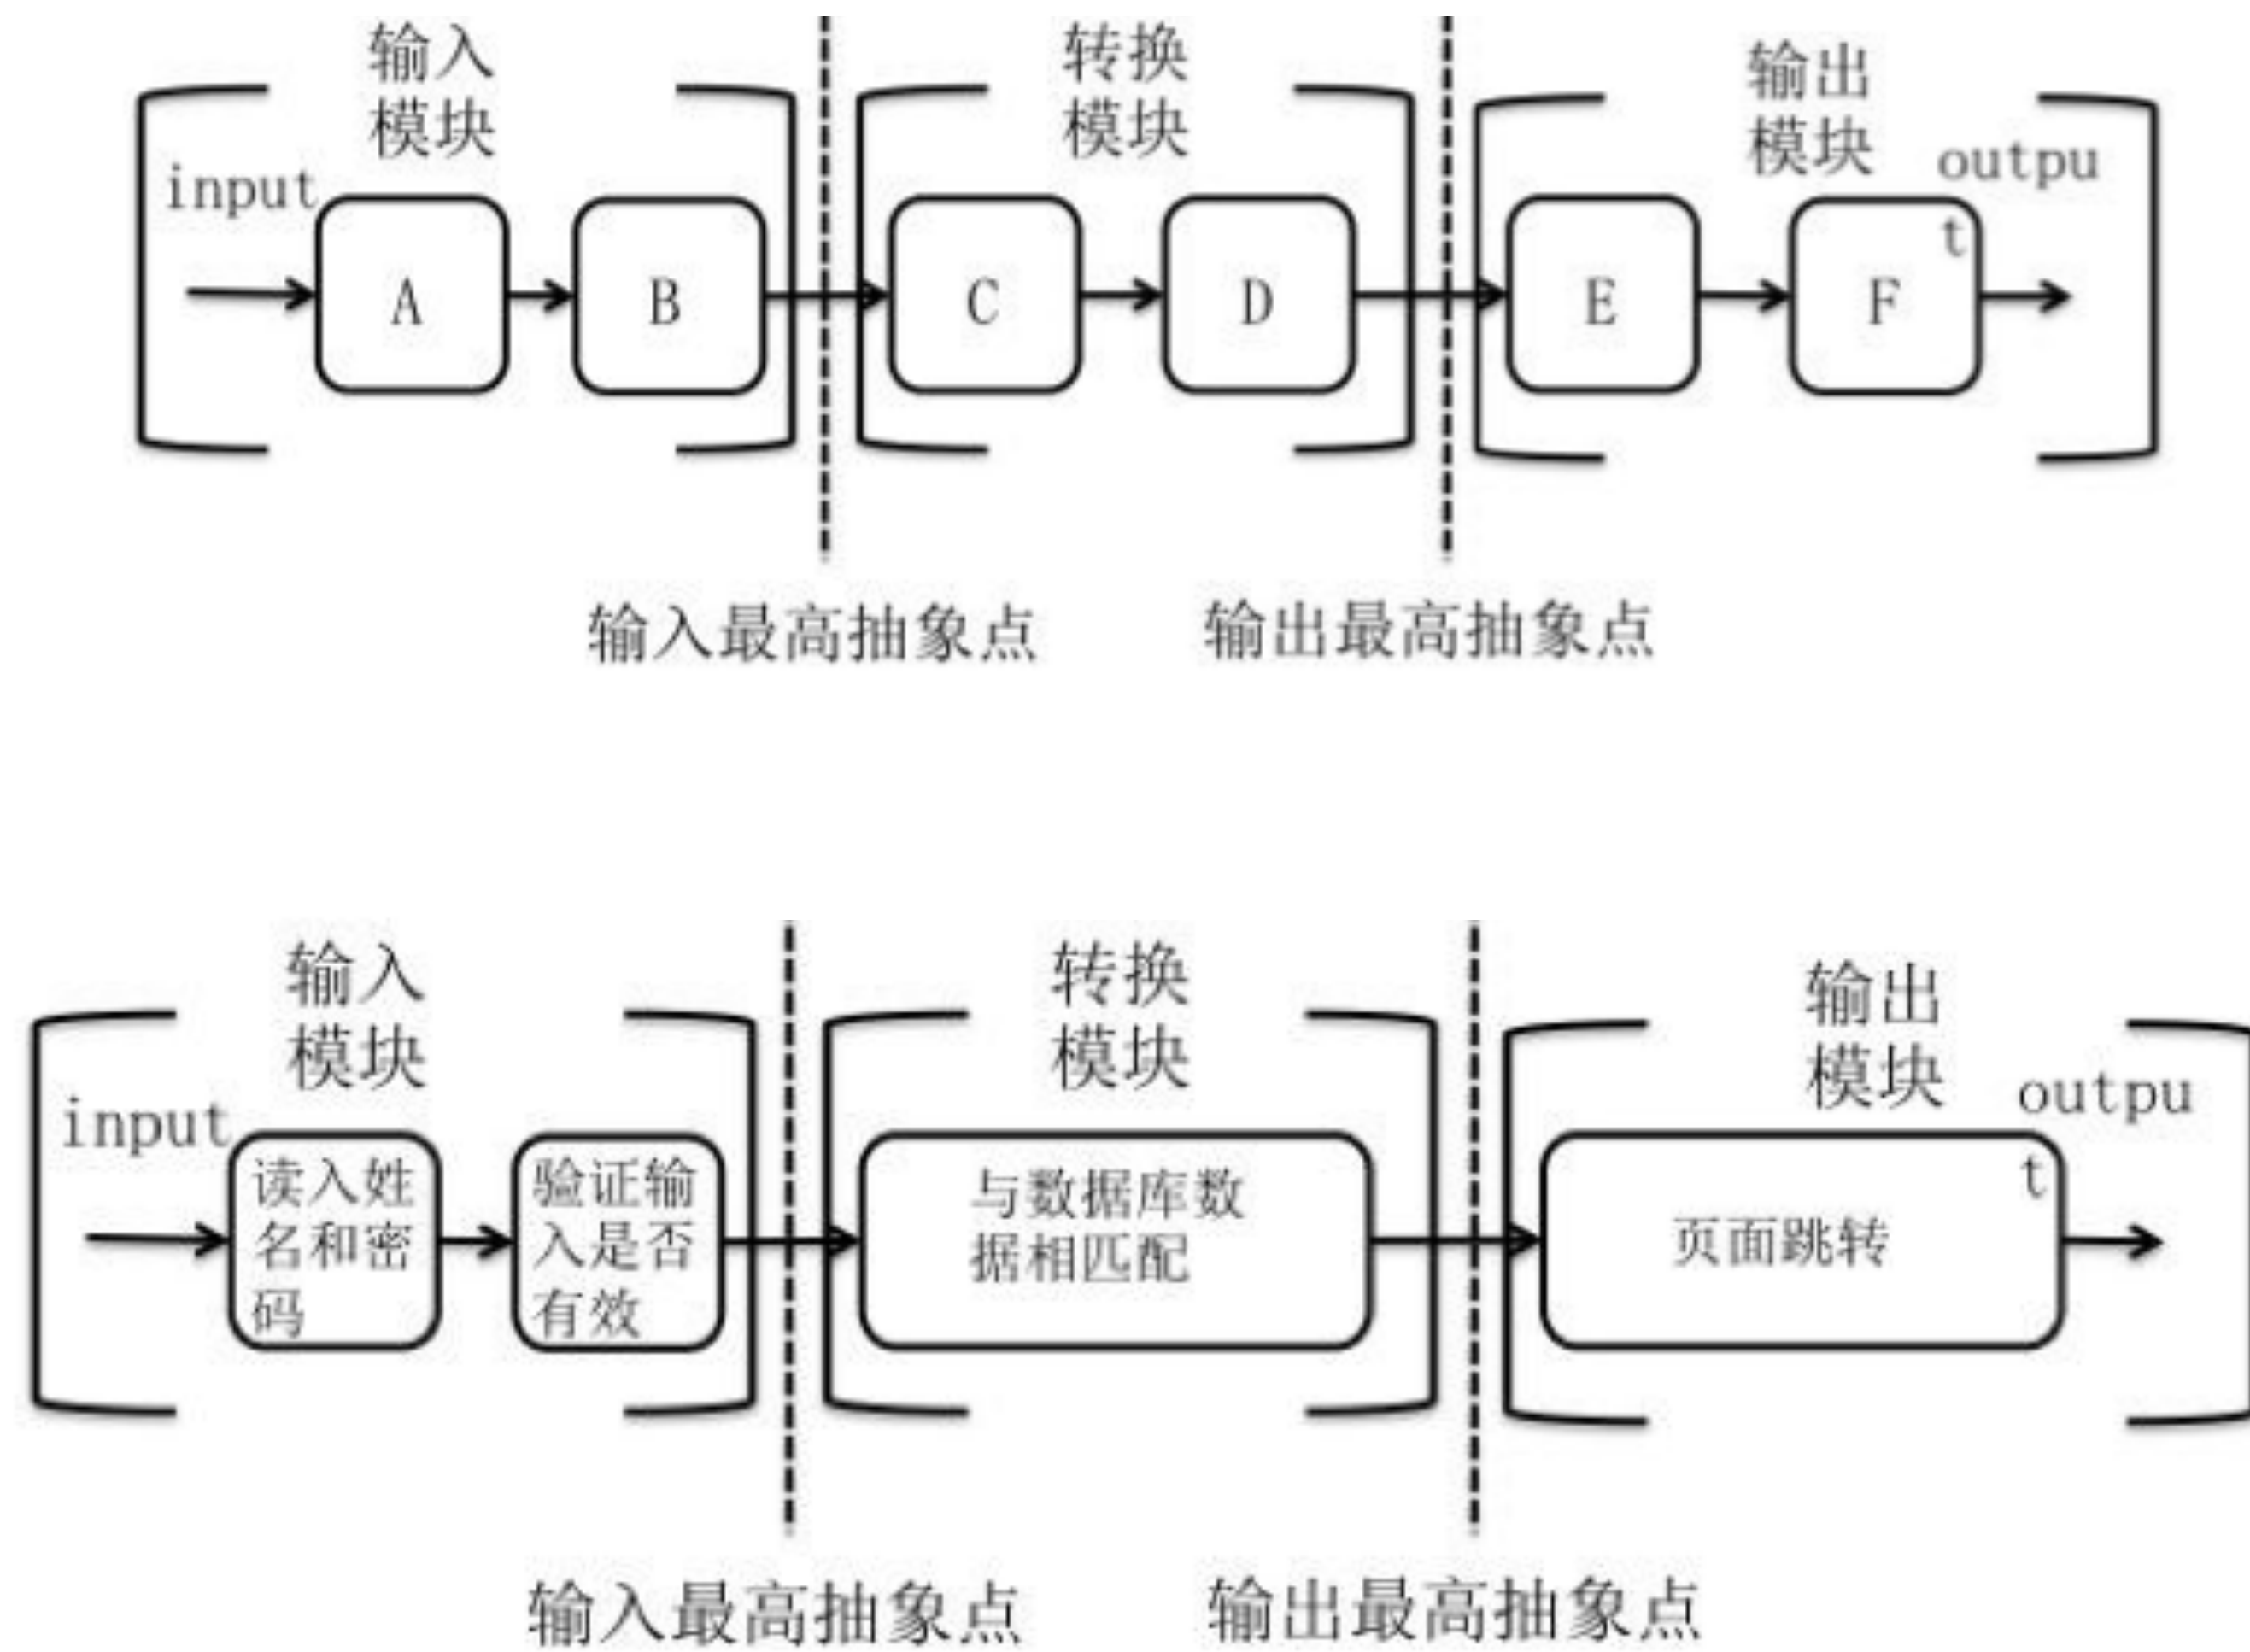 输入
模块
转换
模块
输出
模块
input
outpu
t
A
B
C
D
E
F
输入最高抽象点
输出最高抽象点
输入
模块
转换
模块
输出
模块
input
outpu
t
读入姓
名和密
码
验证输
入是否
有效
与数据库数
据相匹配
页面跳转
输入最高抽象点
输出最高抽象点